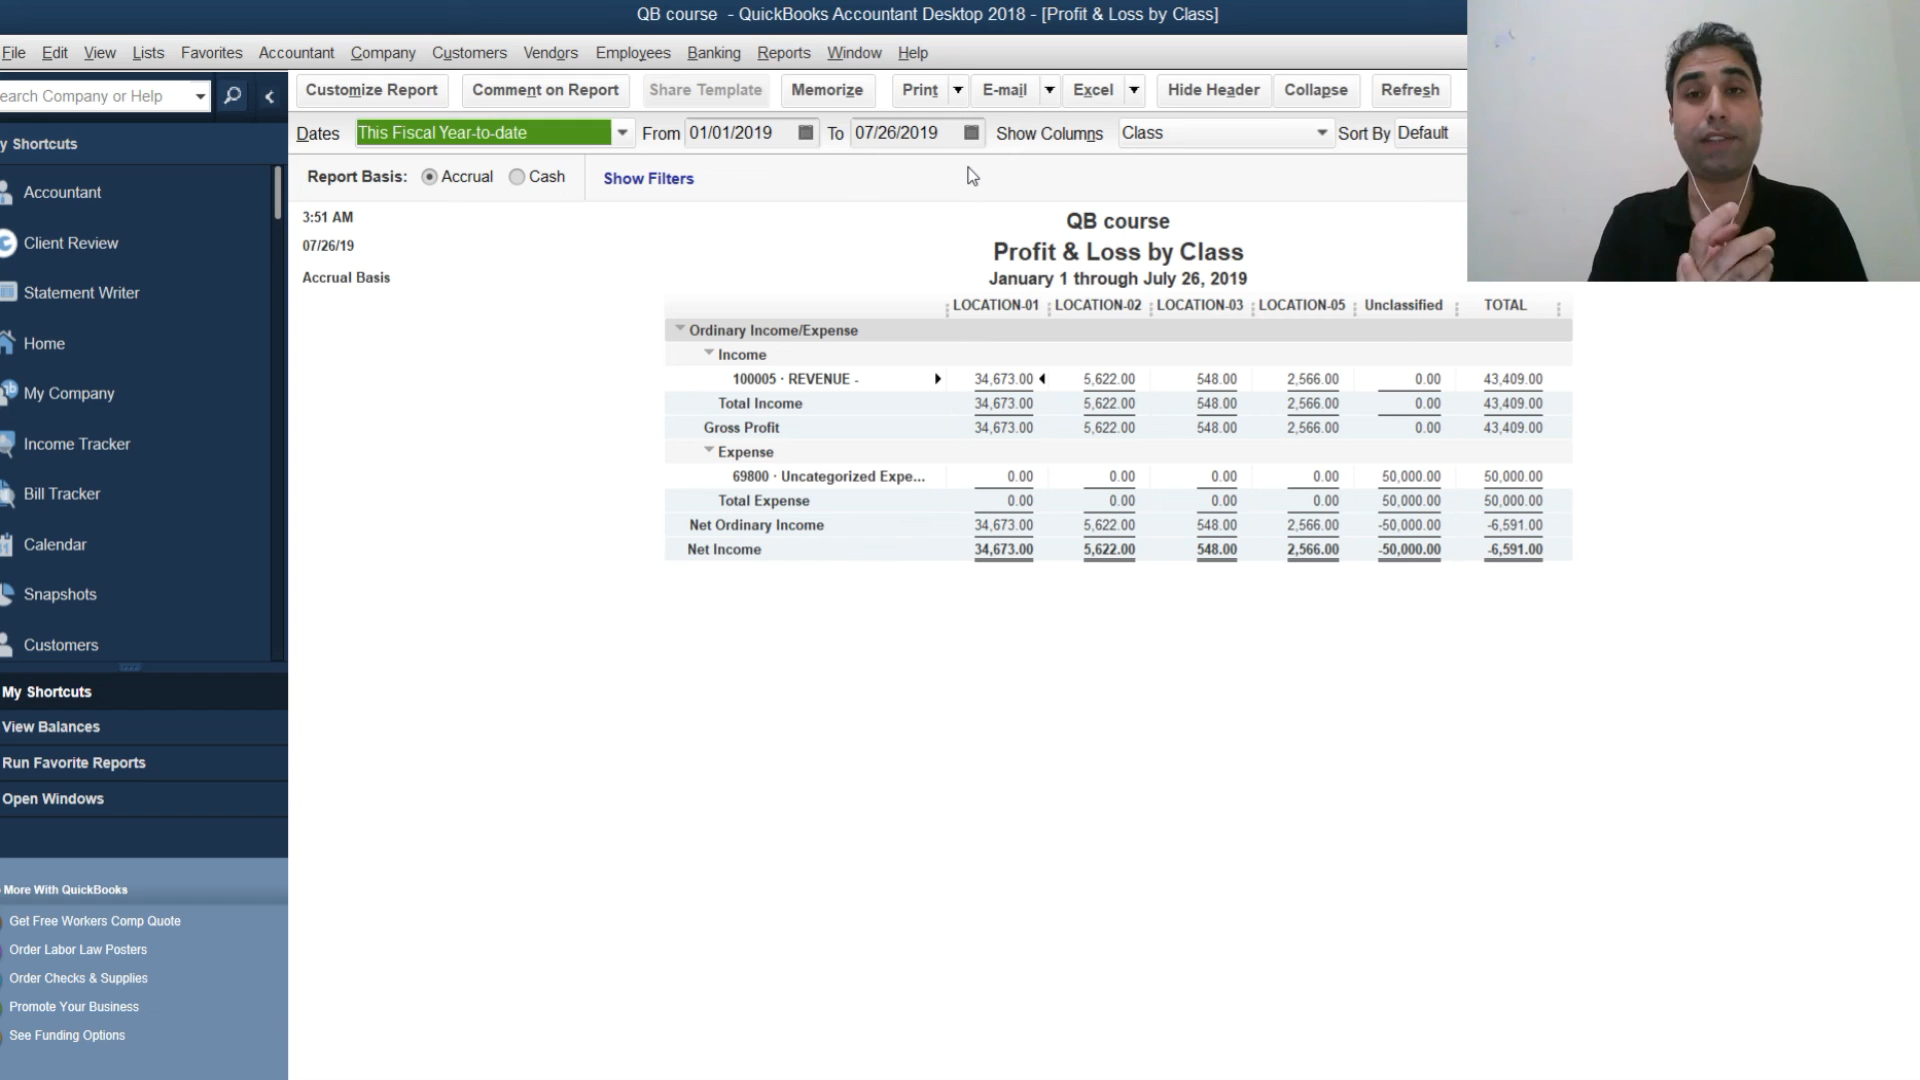 QB course - QuickBooks Accountant Desktop 2018 - [Profit & Loss by Class]
File Edit View Lists Favorites Accountant Company Customers Vendors Employees Banking Reports Window Help
earch Company or Help
Customize Report Comment on Report Share Template Memorize Print E-mail Excel Hide Header Collapse Refresh
Dates This Fiscal Year-to-date From 01/01/2019 To 07/26/2019 Show Columns Class Sort By Default
Report Basis: Accrual Cash Show Filters
y Shortcuts
Accountant
Client Review
Statement Writer
Home
My Company
Income Tracker
Bill Tracker
Calendar
Snapshots
Customers
My Shortcuts
View Balances
Run Favorite Reports
Open Windows
More With QuickBooks
Get Free Workers Comp Quote
Order Labor Law Posters
Order Checks & Supplies
Promote Your Business
See Funding Options
3:51 AM
07/26/19
Accrual Basis
QB course
Profit & Loss by Class
January 1 through July 26, 2019
LOCATION-01 LOCATION-02 LOCATION-03 LOCATION-05 Unclassified TOTAL
Ordinary Income/Expense
Income
100005 · REVENUE - 34,673.00 5,622.00 548.00 2,566.00 0.00 43,409.00
Total Income 34,673.00 5,622.00 548.00 2,566.00 0.00 43,409.00
Gross Profit 34,673.00 5,622.00 548.00 2,566.00 0.00 43,409.00
Expense
69800 · Uncategorized Expe... 0.00 0.00 0.00 0.00 50,000.00 50,000.00
Total Expense 0.00 0.00 0.00 0.00 50,000.00 50,000.00
Net Ordinary Income 34,673.00 5,622.00 548.00 2,566.00 -50,000.00 -6,591.00
Net Income 34,673.00 5,622.00 548.00 2,566.00 -50,000.00 -6,591.00